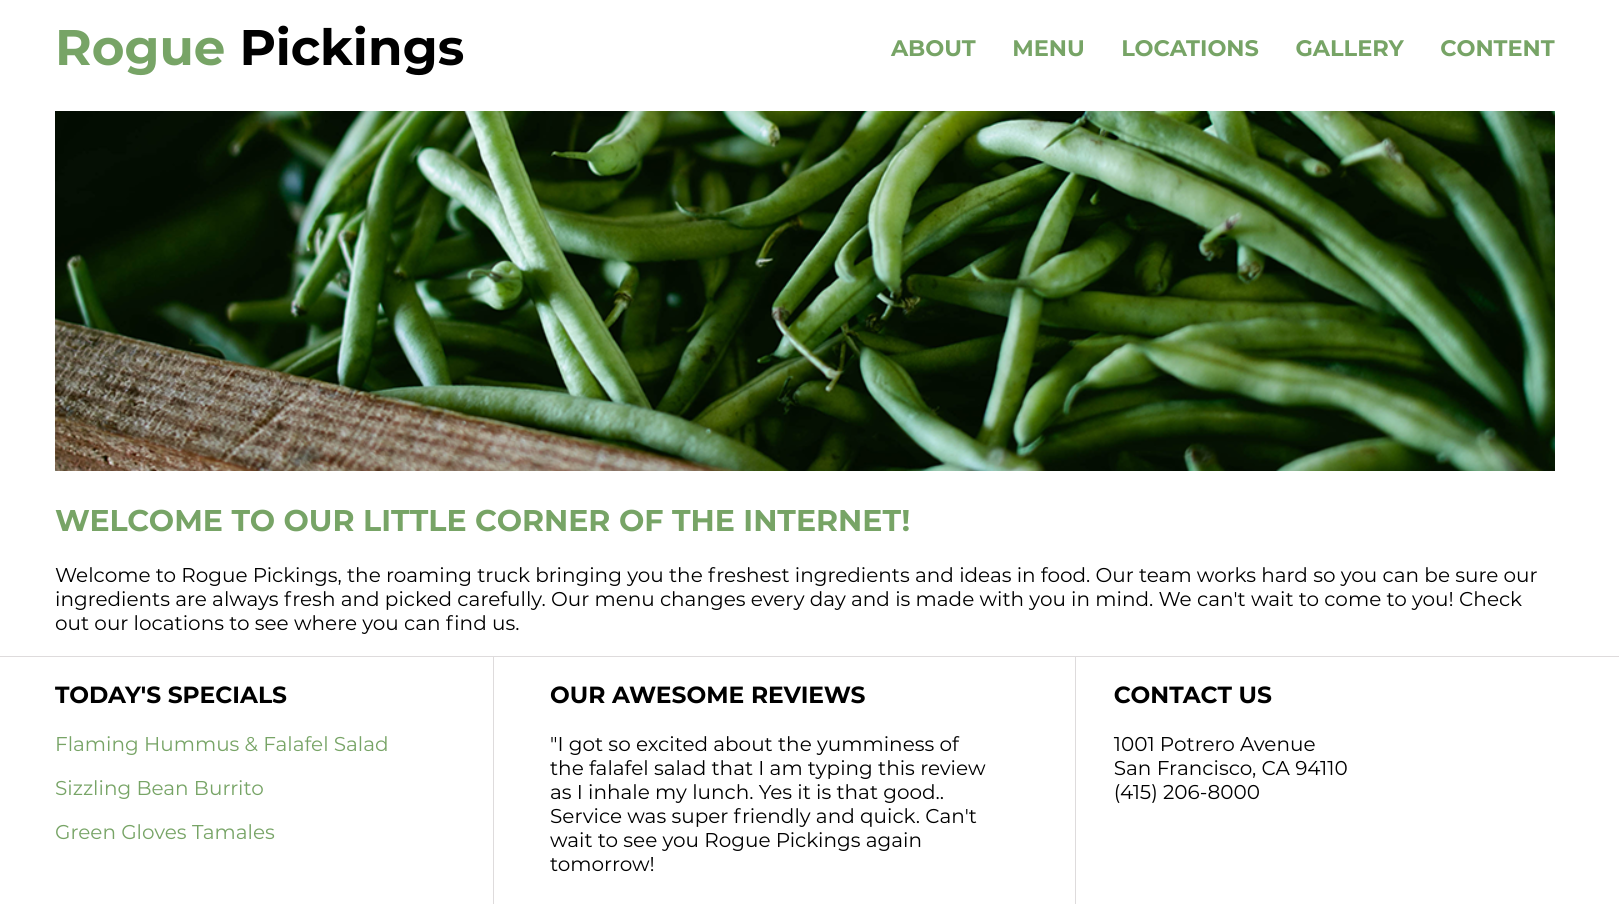 Rogue Pickings
ABOUT MENU LOCATIONS GALLERY CONTENT
WELCOME TO OUR LITTLE CORNER OF THE INTERNET!
Welcome to Rogue Pickings, the roaming truck bringing you the freshest ingredients and ideas in food. Our team works hard so you can be sure our
ingredients are always fresh and picked carefully. Our menu changes every day and is made with you in mind. We can't wait to come to you! Check
out our locations to see where you can find us.
TODAY'S SPECIALS
Flaming Hummus & Falafel Salad
Sizzling Bean Burrito
Green Gloves Tamales
OUR AWESOME REVIEWS
"I got so excited about the yumminess of
the falafel salad that I am typing this review
as I inhale my lunch. Yes it is that good..
Service was super friendly and quick. Can't
wait to see you Rogue Pickings again
tomorrow!
CONTACT US
1001 Potrero Avenue
San Francisco, CA 94110
(415) 206-8000